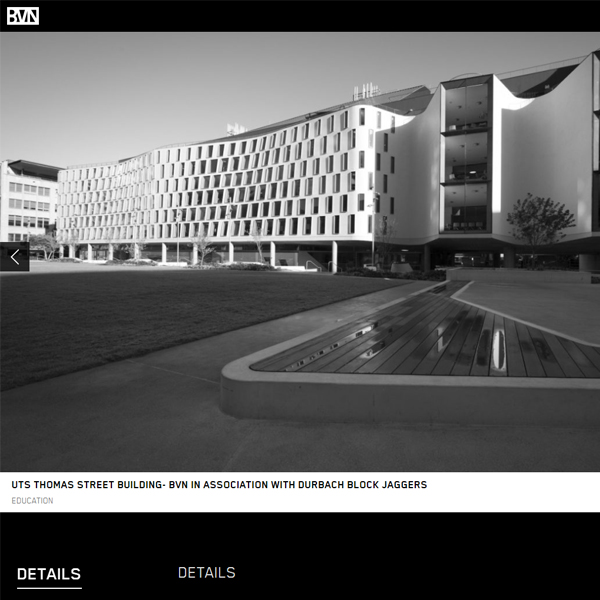 BVN
UTS THOMAS STREET BUILDING- BVN IN ASSOCIATION WITH DURBACH BLOCK JAGGERS
EDUCATION
DETAILS
DETAILS